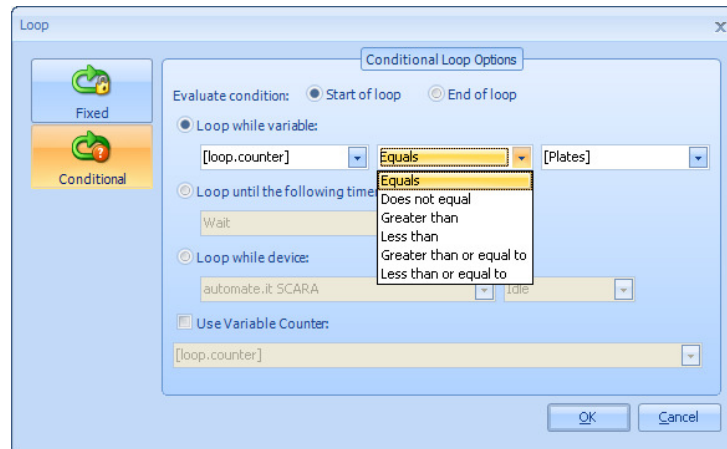 Loop
x
Conditional Loop Options
Fixed
Conditional
Evaluate condition: Start of loop End of loop
Loop while variable:
[loop.counter] Equals [Plates]
Equals
Does not equal
Greater than
Less than
Greater than or equal to
Less than or equal to
Loop until the following timer
Wait
Loop while device:
automate.it SCARA Idle
Use Variable Counter:
[loop.counter]
OK Cancel